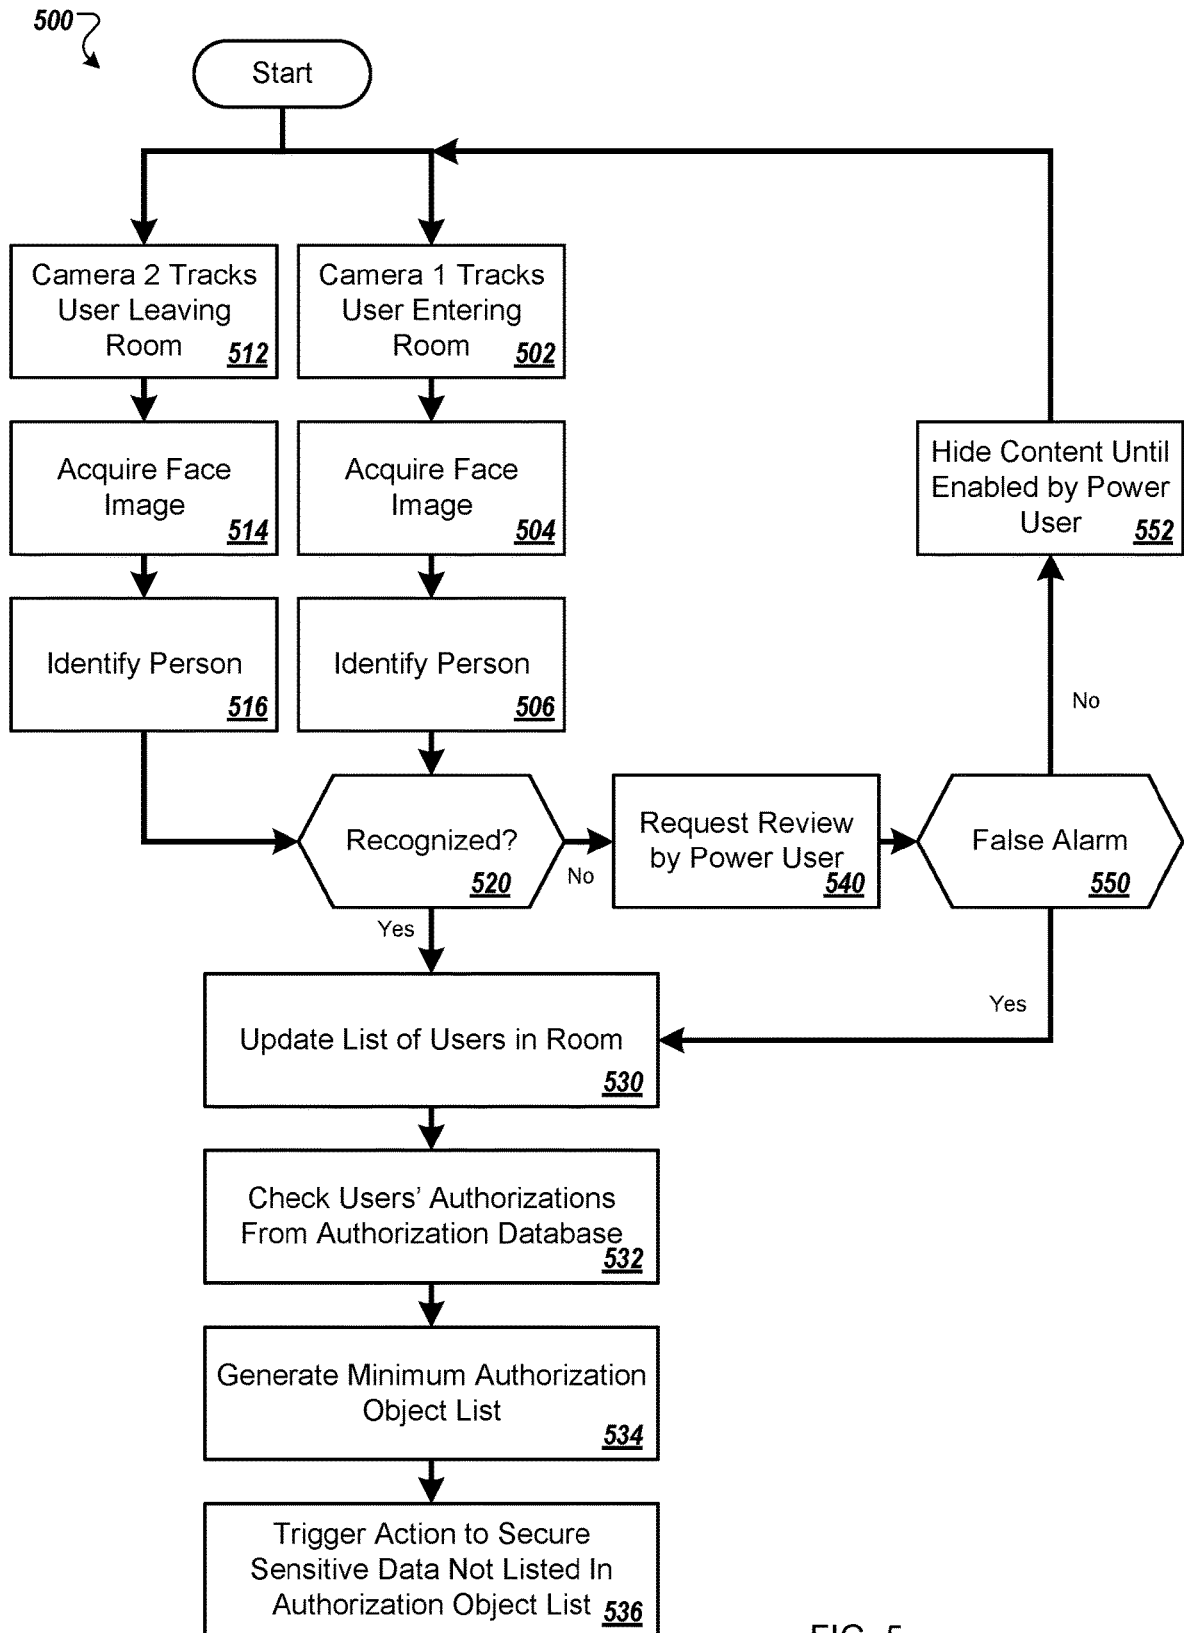 500
Start
Camera 2 Tracks
User Leaving
Room 512
Camera 1 Tracks
User Entering
Room 502
Acquire Face
Image
514
Acquire Face
Image
504
Hide Content Until
Enabled by Power
User 552
Identify Person
516
Identify Person
506
No
Recognized?
520
No
Request Review
by Power User
540
False Alarm
550
Yes
Yes
Update List of Users in Room
530
Check Users’ Authorizations
From Authorization Database
532
Generate Minimum Authorization
Object List
534
Trigger Action to Secure
Sensitive Data Not Listed In
Authorization Object List 536
FIG. 5